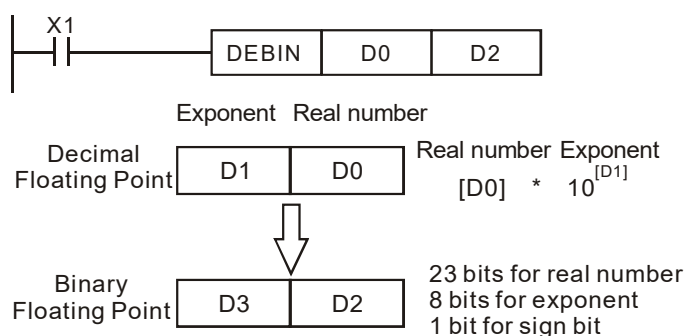 X1
DEBIN D0 D2
Exponent Real number
Decimal
Floating Point
D1 D0
Real number Exponent
[D0] * 10[D1]
Binary
Floating Point
D3 D2
23 bits for real number
8 bits for exponent
1 bit for sign bit